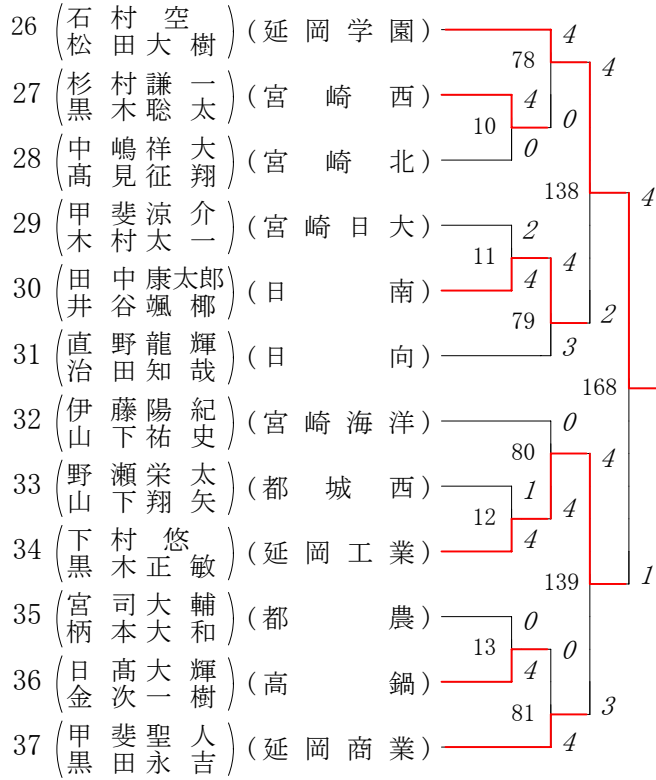 26 石村 空 松田大樹 (延岡学園) 4
78 4
27 杉村謙一 黒木聡太 (宮崎西) 4
10 0
28 中嶋祥大 髙見征翔 (宮崎北) 0
138 4
29 甲斐涼介 木村太一 (宮崎日大) 2
11 4
30 田中康太郎 井谷颯椰 (日南) 4
79 2
31 直野龍輝 治田知哉 (日向) 3
168
32 伊藤陽紀 山下祐史 (宮崎海洋) 0
80 4
33 野瀬栄太 山下翔矢 (都城西) 1
12 4
34 下村 悠 黒木正敏 (延岡工業) 4
139 1
35 宮司大輔 柄本大和 (都農) 0
13 0
36 日髙大輝 金次一樹 (高鍋) 4
81 3
37 甲斐聖人 黒田永吉 (延岡商業) 4